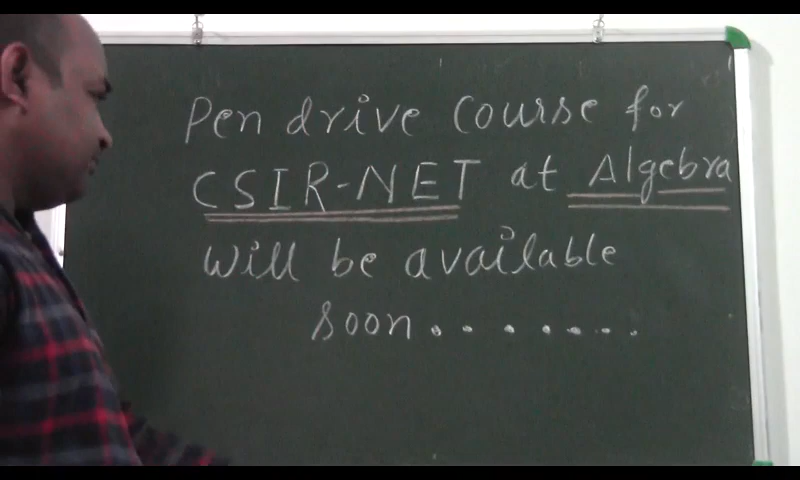 Pen drive course for
CSIR-NET at Algebra
will be available
soon.......